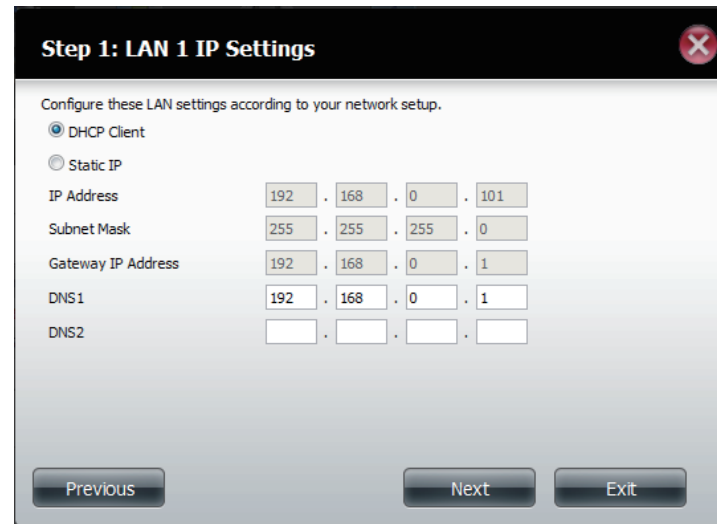 Step 1: LAN 1 IP Settings
Configure these LAN settings according to your network setup.
DHCP Client
Static IP
IP Address 192 . 168 . 0 . 101
Subnet Mask 255 . 255 . 255 . 0
Gateway IP Address 192 . 168 . 0 . 1
DNS1 192 . 168 . 0 . 1
DNS2 . . .
Previous Next Exit